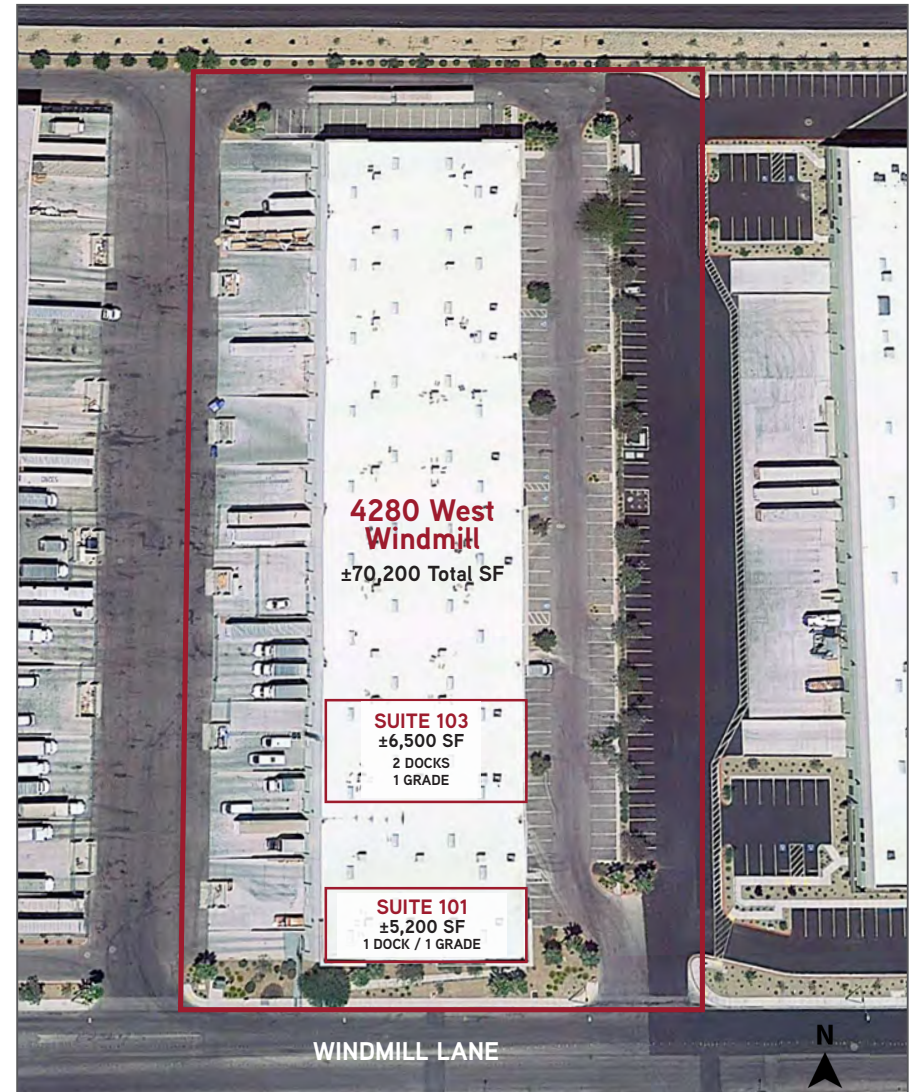 4280 West
Windmill
±70,200 Total SF
SUITE 103
±6,500 SF
2 DOCKS
1 GRADE
SUITE 101
±5,200 SF
1 DOCK / 1 GRADE
WINDMILL LANE
N